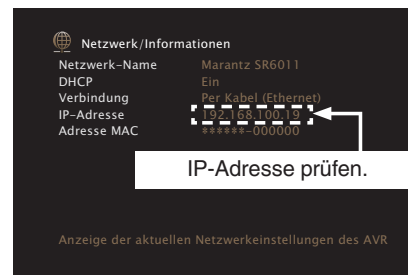 Netzwerk/Informationen
Netzwerk-Name Marantz SR6011
DHCP Ein
Verbindung Per Kabel (Ethernet)
IP-Adresse 192.168.100.19
Adresse MAC ******-000000
IP-Adresse prüfen.
Anzeige der aktuellen Netzwerkeinstellungen des AVR